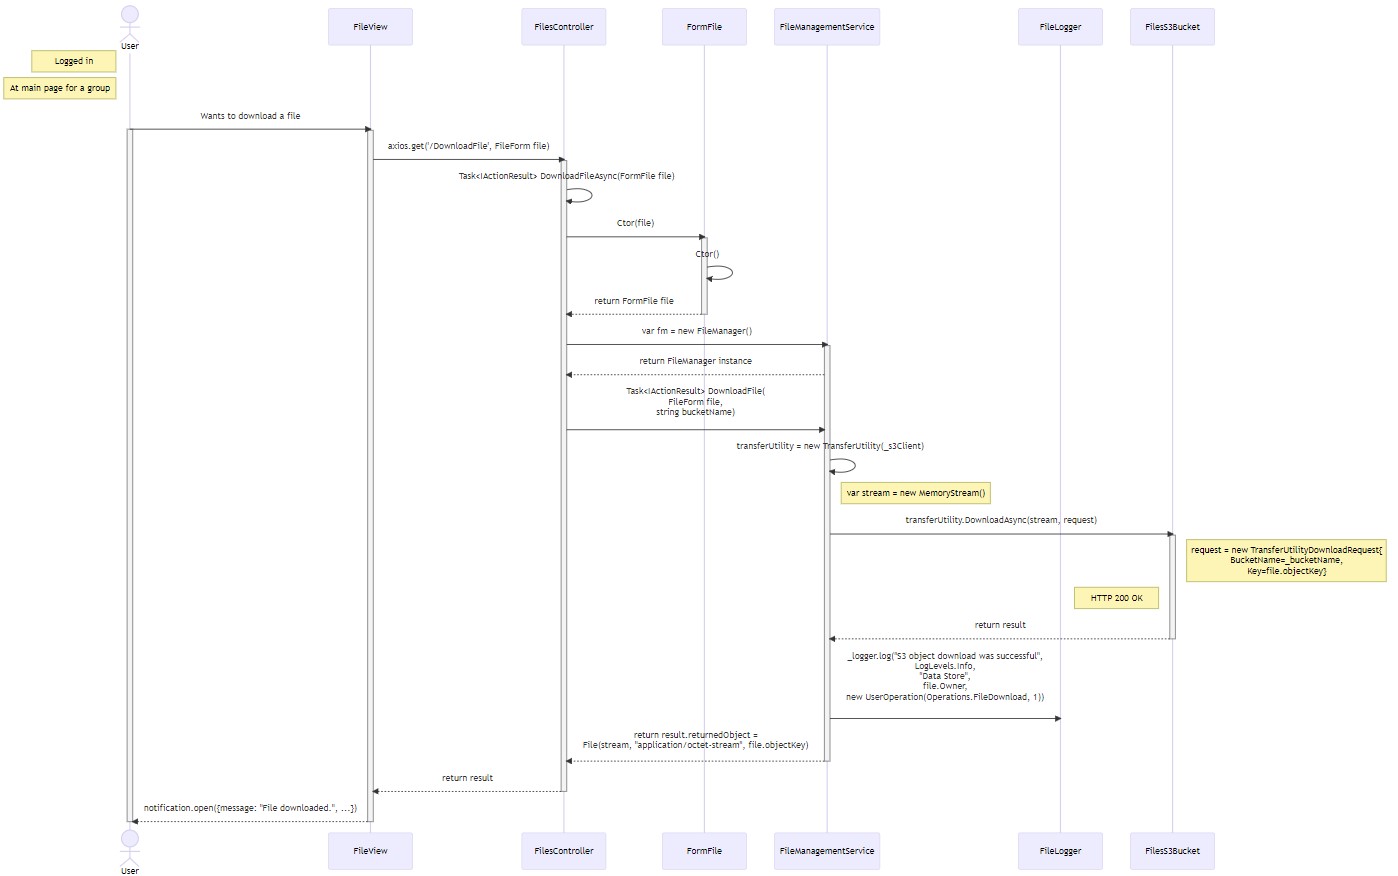 User
FileView
FilesController
FormFile
FileManagementService
FileLogger
FilesS3Bucket
Logged in
At main page for a group
Wants to download a file
axios.get('/DownloadFile', FileForm file)
Task<IActionResult> DownloadFileAsync(FormFile file)
Ctor(file)
Ctor()
return FormFile file
var fm = new FileManager()
return FileManager instance
Task<IActionResult> DownloadFile(
FileForm file,
string bucketName)
transferUtility = new TransferUtility(_s3Client)
var stream = new MemoryStream()
transferUtility.DownloadAsync(stream, request)
request = new TransferUtilityDownloadRequest{
BucketName=_bucketName,
Key=file.objectKey}
HTTP 200 OK
return result
_logger.log("S3 object download was successful",
LogLevels.Info,
"Data Store",
file.Owner,
new UserOperation(Operations.FileDownload, 1))
return result.returnedObject =
File(stream, "application/octet-stream", file.objectKey)
return result
notification.open({message: "File downloaded.", ...})
User
FileView
FilesController
FormFile
FileManagementService
FileLogger
FilesS3Bucket